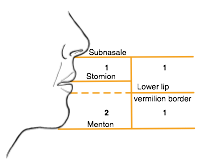 Subnasale
1 1
Stomion
Lower lip
vermilion border
2 1
Menton